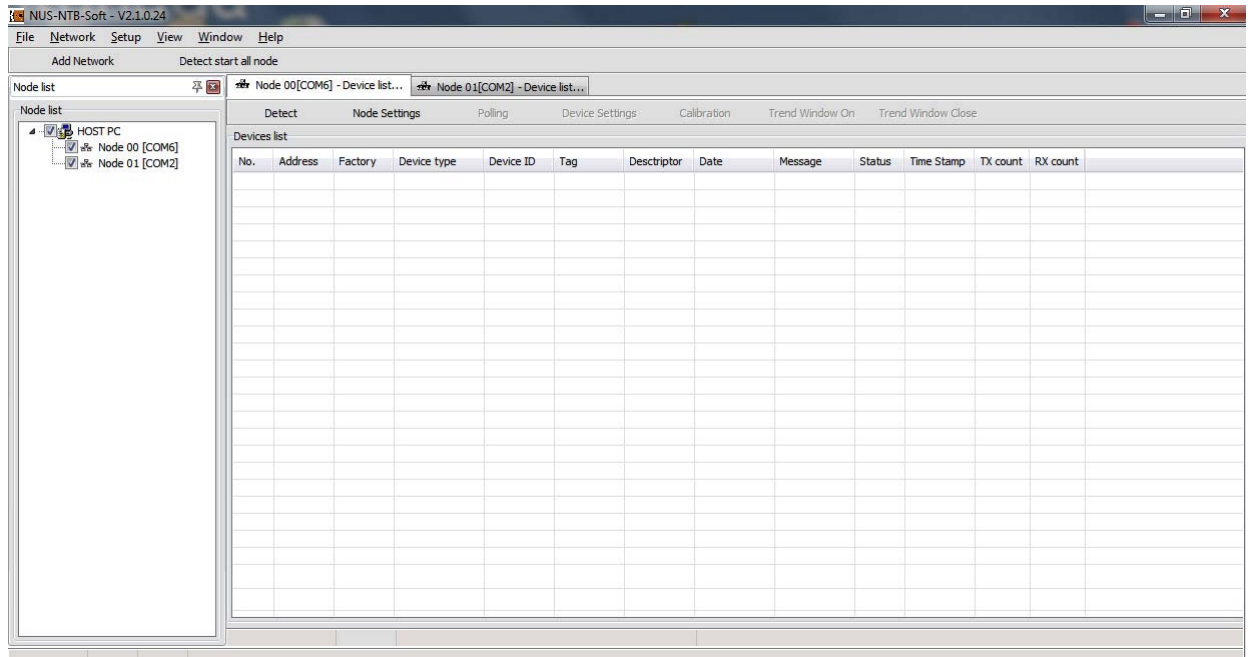 NUS-NTB-Soft - V2.1.0.24
File Network Setup View Window Help
Add Network Detect start all node
Node list
Node list
HOST PC
Node 00 [COM6]
Node 01 [COM2]
Node 00[COM6] - Device list... Node 01[COM2] - Device list...
Detect Node Settings Polling Device Settings Calibration Trend Window On Trend Window Close
Devices list
No. Address Factory Device type Device ID Tag Desctriptor Date Message Status Time Stamp TX count RX count